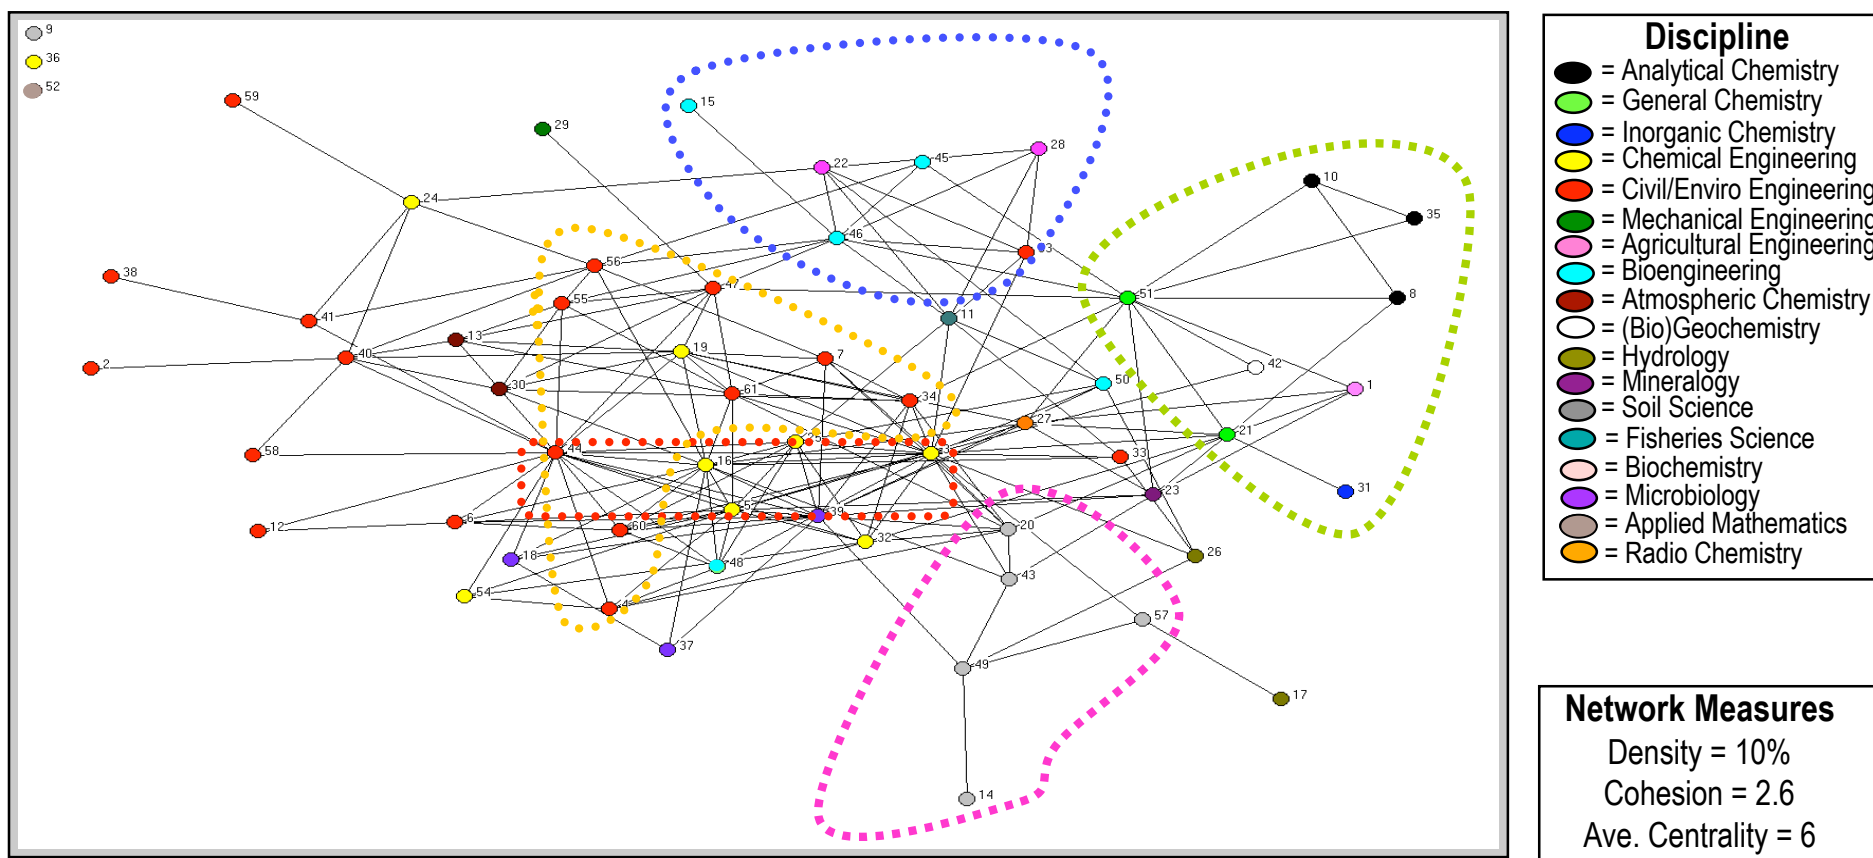 9
36
52
59
29
15
22
45
28
10
35
24
46
3
38
56
47
51
8
41
55
11
13
19
7
42
2
40
30
61
34
50
1
27
21
58
44
25
16
3
33
23
31
12
6
5
39
60
20
18
32
26
48
43
54
4
57
37
49
17
14
Discipline
= Analytical Chemistry
= General Chemistry
= Inorganic Chemistry
= Chemical Engineering
= Civil/Enviro Engineering
= Mechanical Engineering
= Agricultural Engineering
= Bioengineering
= Atmospheric Chemistry
= (Bio)Geochemistry
= Hydrology
= Mineralogy
= Soil Science
= Fisheries Science
= Biochemistry
= Microbiology
= Applied Mathematics
= Radio Chemistry
Network Measures
Density = 10%
Cohesion = 2.6
Ave. Centrality = 6